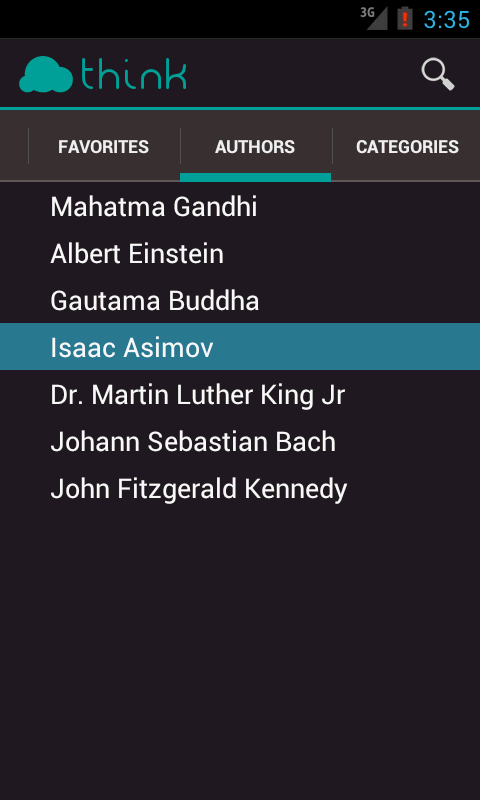 3G 3:35
think
FAVORITES AUTHORS CATEGORIES
Mahatma Gandhi
Albert Einstein
Gautama Buddha
Isaac Asimov
Dr. Martin Luther King Jr
Johann Sebastian Bach
John Fitzgerald Kennedy